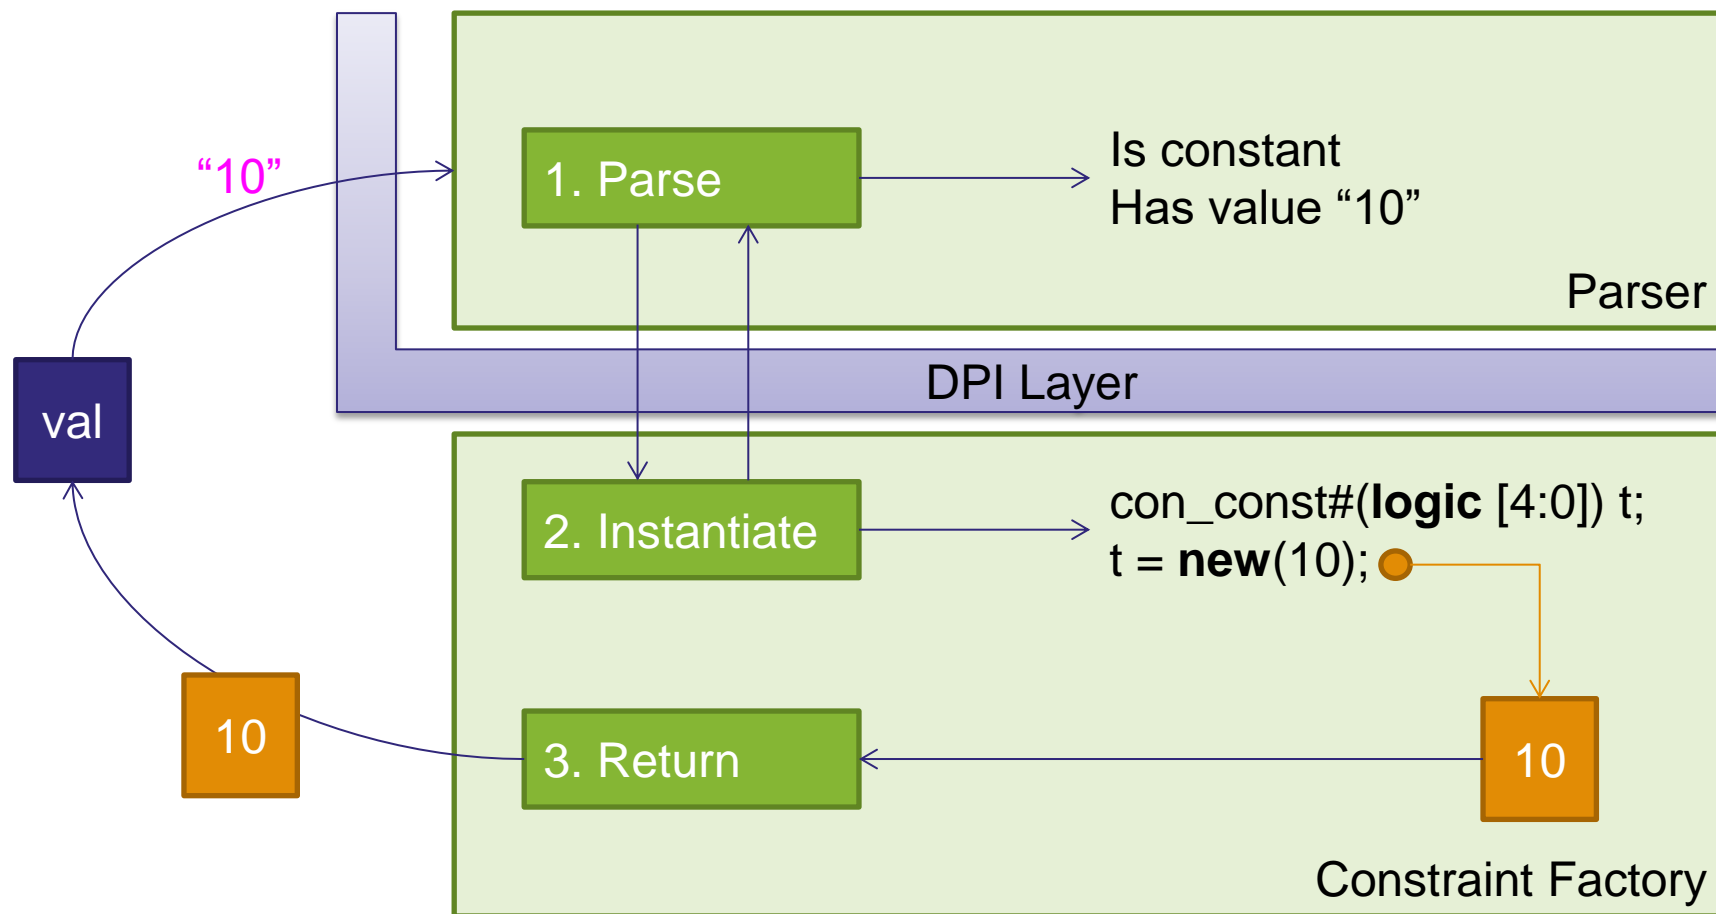 “10”
1. Parse
Is constant
Has value “10”
Parser
DPI Layer
val
2. Instantiate
con_const#(logic [4:0]) t;
t = new(10);
10
3. Return
10
Constraint Factory